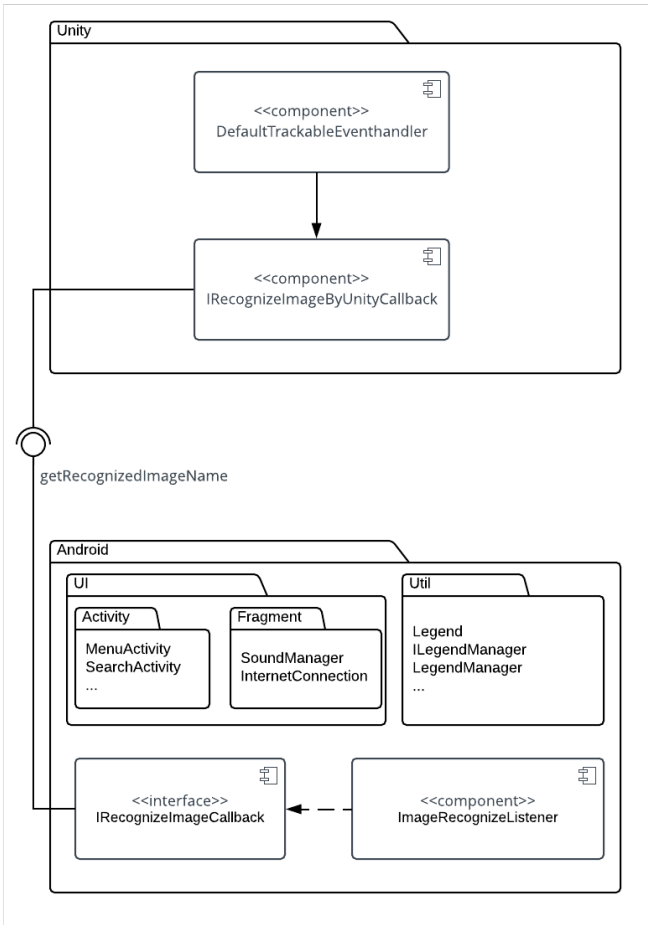 Unity
<<component>>
DefaultTrackableEventhandler
<<component>>
IRecognizeImageByUnityCallback
getRecognizedImageName
Android
UI
Activity
MenuActivity
SearchActivity
...
Fragment
SoundManager
InternetConnection
Util
Legend
ILegendManager
LegendManager
...
<<interface>>
IRecognizeImageCallback
<<component>>
ImageRecognizeListener